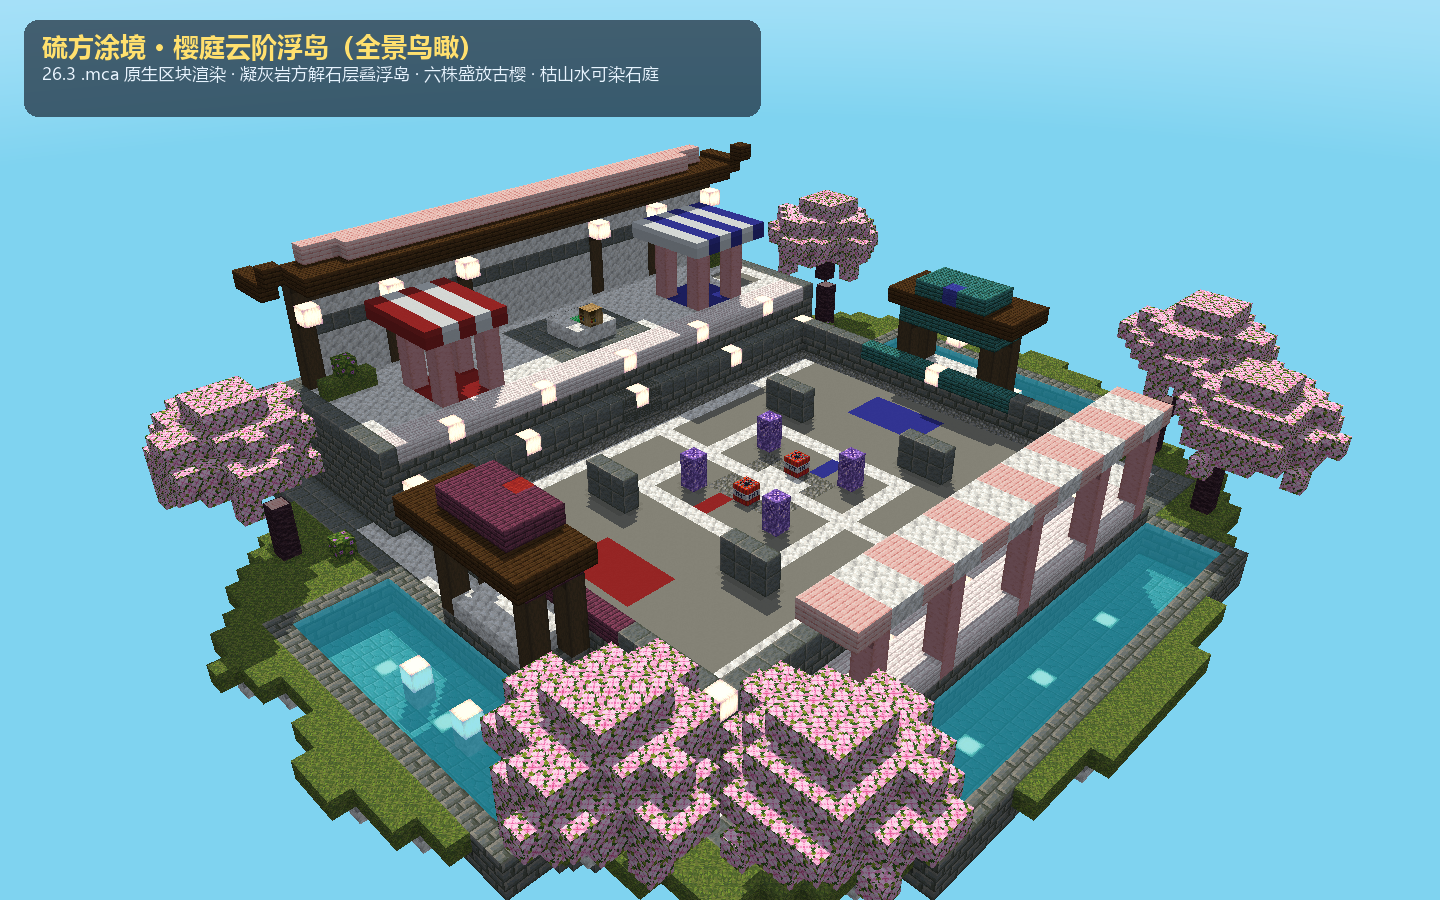 硫方涂境 · 樱庭云阶浮岛（全景鸟瞰）
26.3 .mca 原生区块渲染 · 凝灰岩方解石层叠浮岛 · 六株盛放古樱 · 枯山水可染石庭